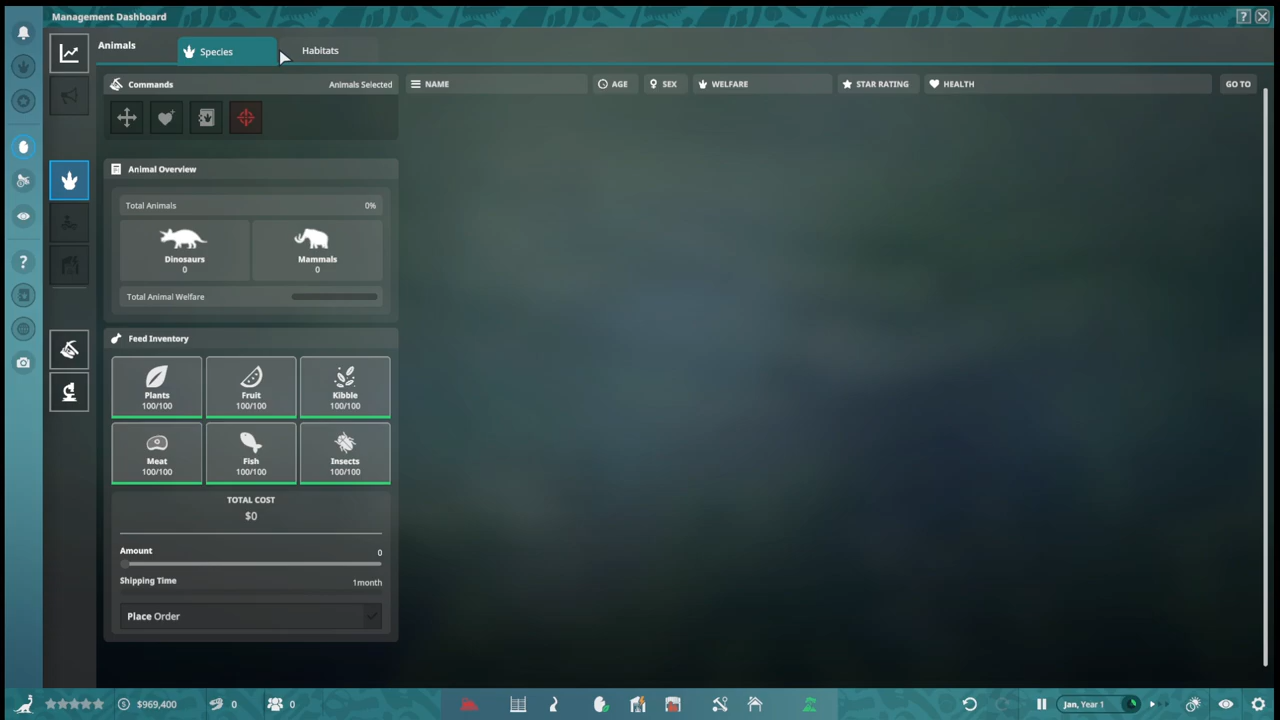 Management Dashboard
?
Animals
Species
Habitats
Commands
Animals Selected
NAME
AGE
SEX
WELFARE
STAR RATING
HEALTH
GO TO
Animal Overview
Total Animals
0%
Dinosaurs
0
Mammals
0
Total Animal Welfare
?
Feed Inventory
Plants
100/100
Fruit
100/100
Kibble
100/100
Meat
100/100
Fish
100/100
Insects
100/100
TOTAL COST
$0
Amount
0
Shipping Time
1month
Place Order
$969,400
0
0
Jan, Year 1